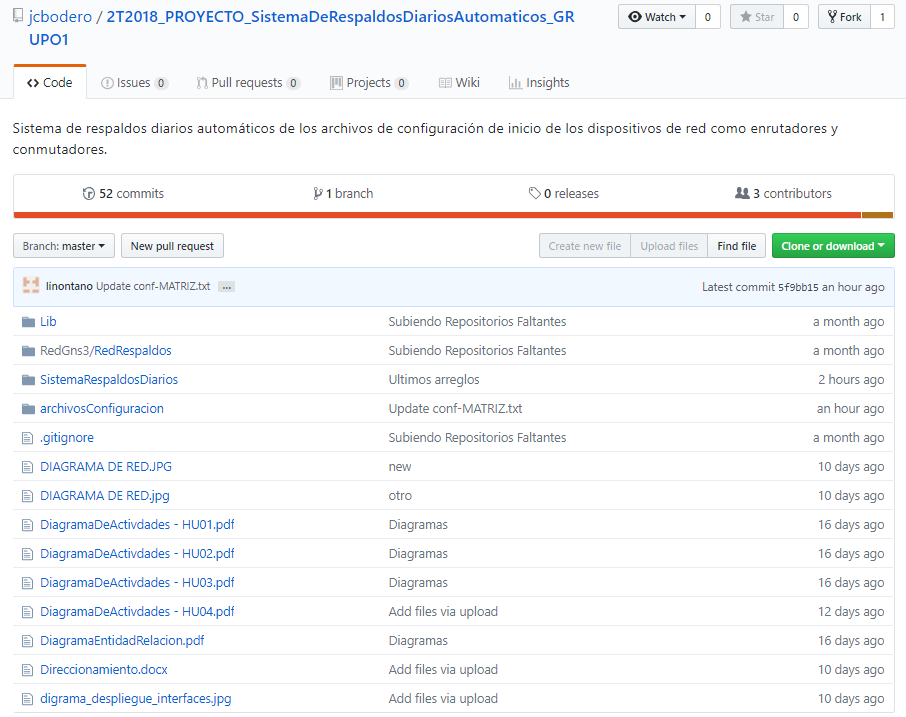 jcbodero / 2T2018_PROYECTO_SistemaDeRespaldosDiariosAutomaticos_GR
UPO1
Watch 0 Star 0 Fork 1
Code Issues 0 Pull requests 0 Projects 0 Wiki Insights
Sistema de respaldos diarios automáticos de los archivos de configuración de inicio de los dispositivos de red como enrutadores y
conmutadores.
52 commits 1 branch 0 releases 3 contributors
Branch: master New pull request Create new file Upload files Find file Clone or download
linontano Update conf-MATRIZ.txt ... Latest commit 5f9bb15 an hour ago
Lib Subiendo Repositorios Faltantes a month ago
RedGns3/RedRespaldos Subiendo Repositorios Faltantes a month ago
SistemaRespaldosDiarios Ultimos arreglos 2 hours ago
archivosConfiguracion Update conf-MATRIZ.txt an hour ago
.gitignore Subiendo Repositorios Faltantes a month ago
DIAGRAMA DE RED.JPG new 10 days ago
DIAGRAMA DE RED.jpg otro 10 days ago
DiagramaDeActivdades - HU01.pdf Diagramas 16 days ago
DiagramaDeActivdades - HU02.pdf Diagramas 16 days ago
DiagramaDeActivdades - HU03.pdf Diagramas 16 days ago
DiagramaDeActivdades - HU04.pdf Add files via upload 12 days ago
DiagramaEntidadRelacion.pdf Diagramas 16 days ago
Direccionamiento.docx Add files via upload 10 days ago
digrama_despliegue_interfaces.jpg Add files via upload 10 days ago